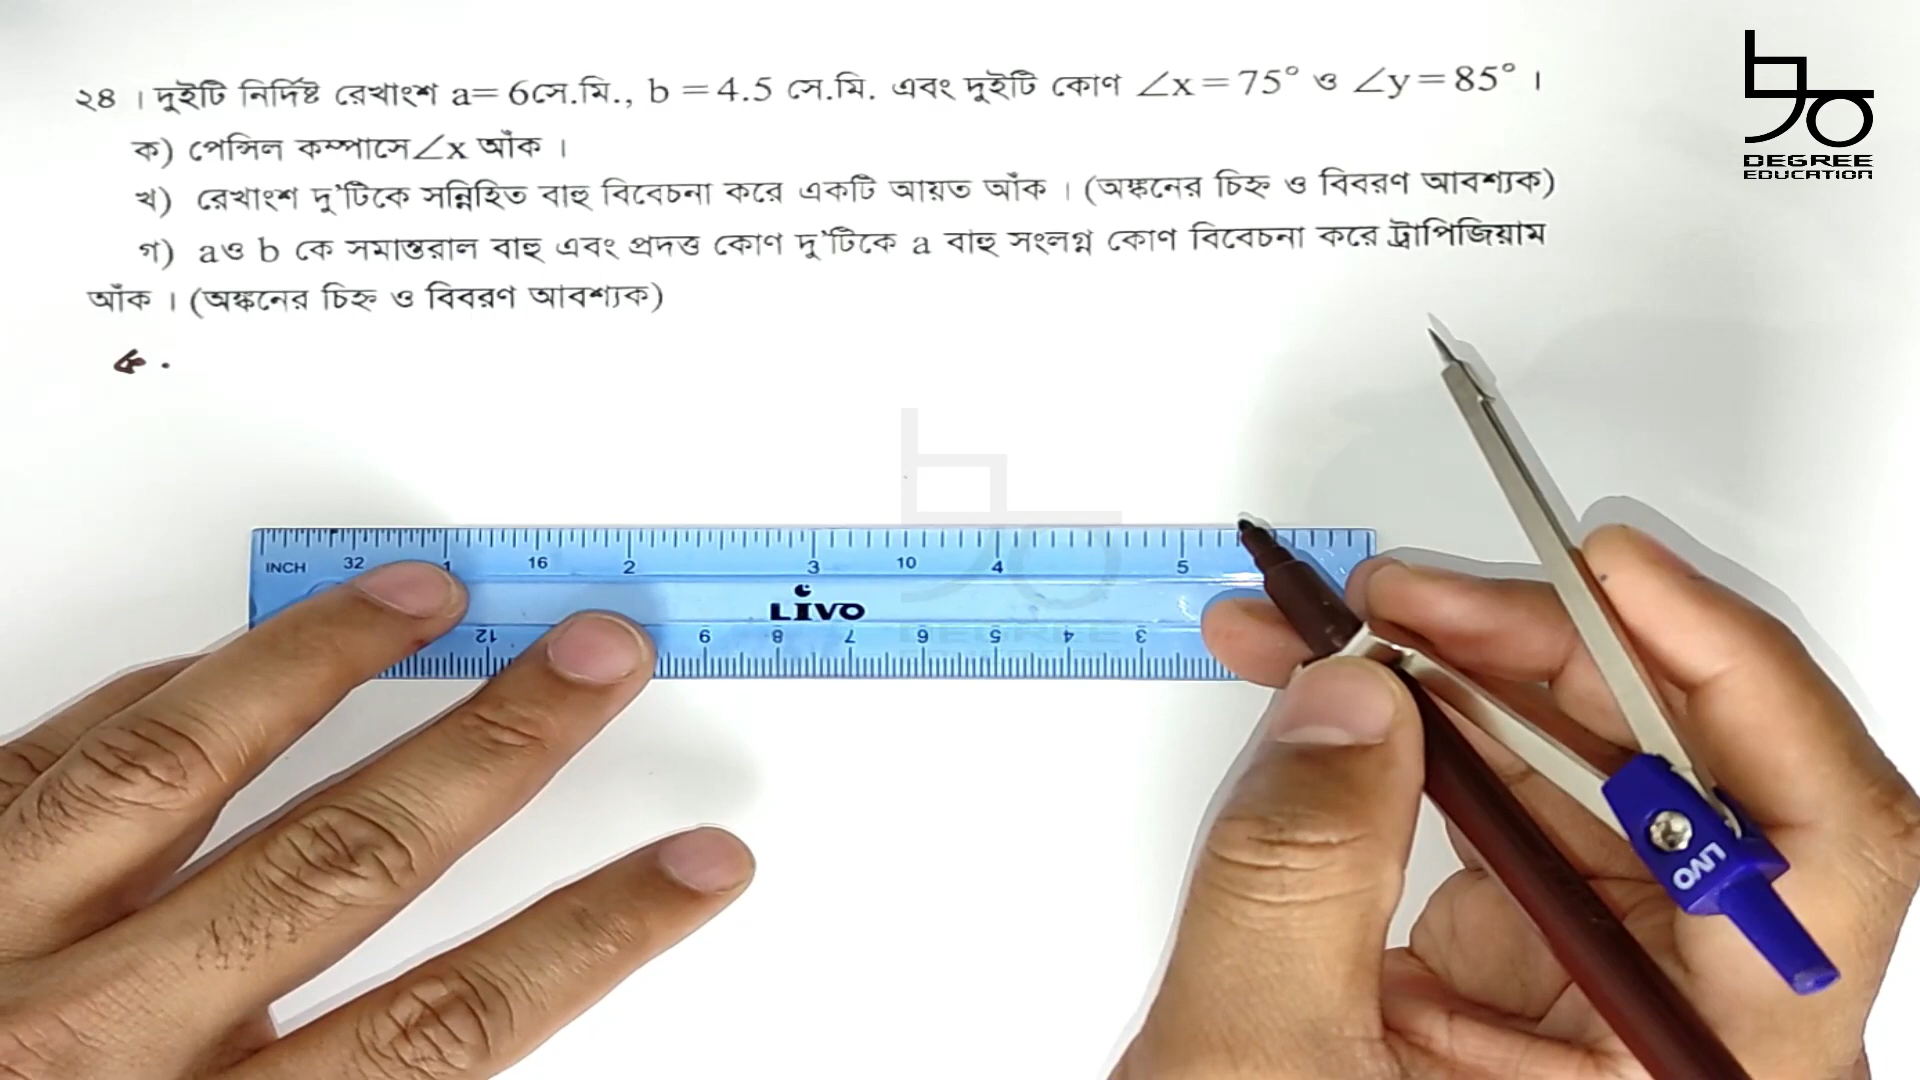 ২৪ । দুইটি নির্দিষ্ট রেখাংশ a= 6সে.মি., b = 4.5 সে.মি. এবং দুইটি কোণ ∠x = 75° ও ∠y = 85° ।
ক) পেন্সিল কম্পাসে∠x আঁক ।
খ) রেখাংশ দু'টিকে সন্নিহিত বাহু বিবেচনা করে একটি আয়ত আঁক । (অঙ্কনের চিহ্ন ও বিবরণ আবশ্যক)
গ) aও b কে সমান্তরাল বাহু এবং প্রদত্ত কোণ দু'টিকে a বাহু সংলগ্ন কোণ বিবেচনা করে ট্রাপিজিয়াম
আঁক । (অঙ্কনের চিহ্ন ও বিবরণ আবশ্যক)
ক .
DEGREE
EDUCATION
INCH 32 1 16 2 3 10 4 5
LIVO
12 9 8 7 6 5 4 3
LIVO